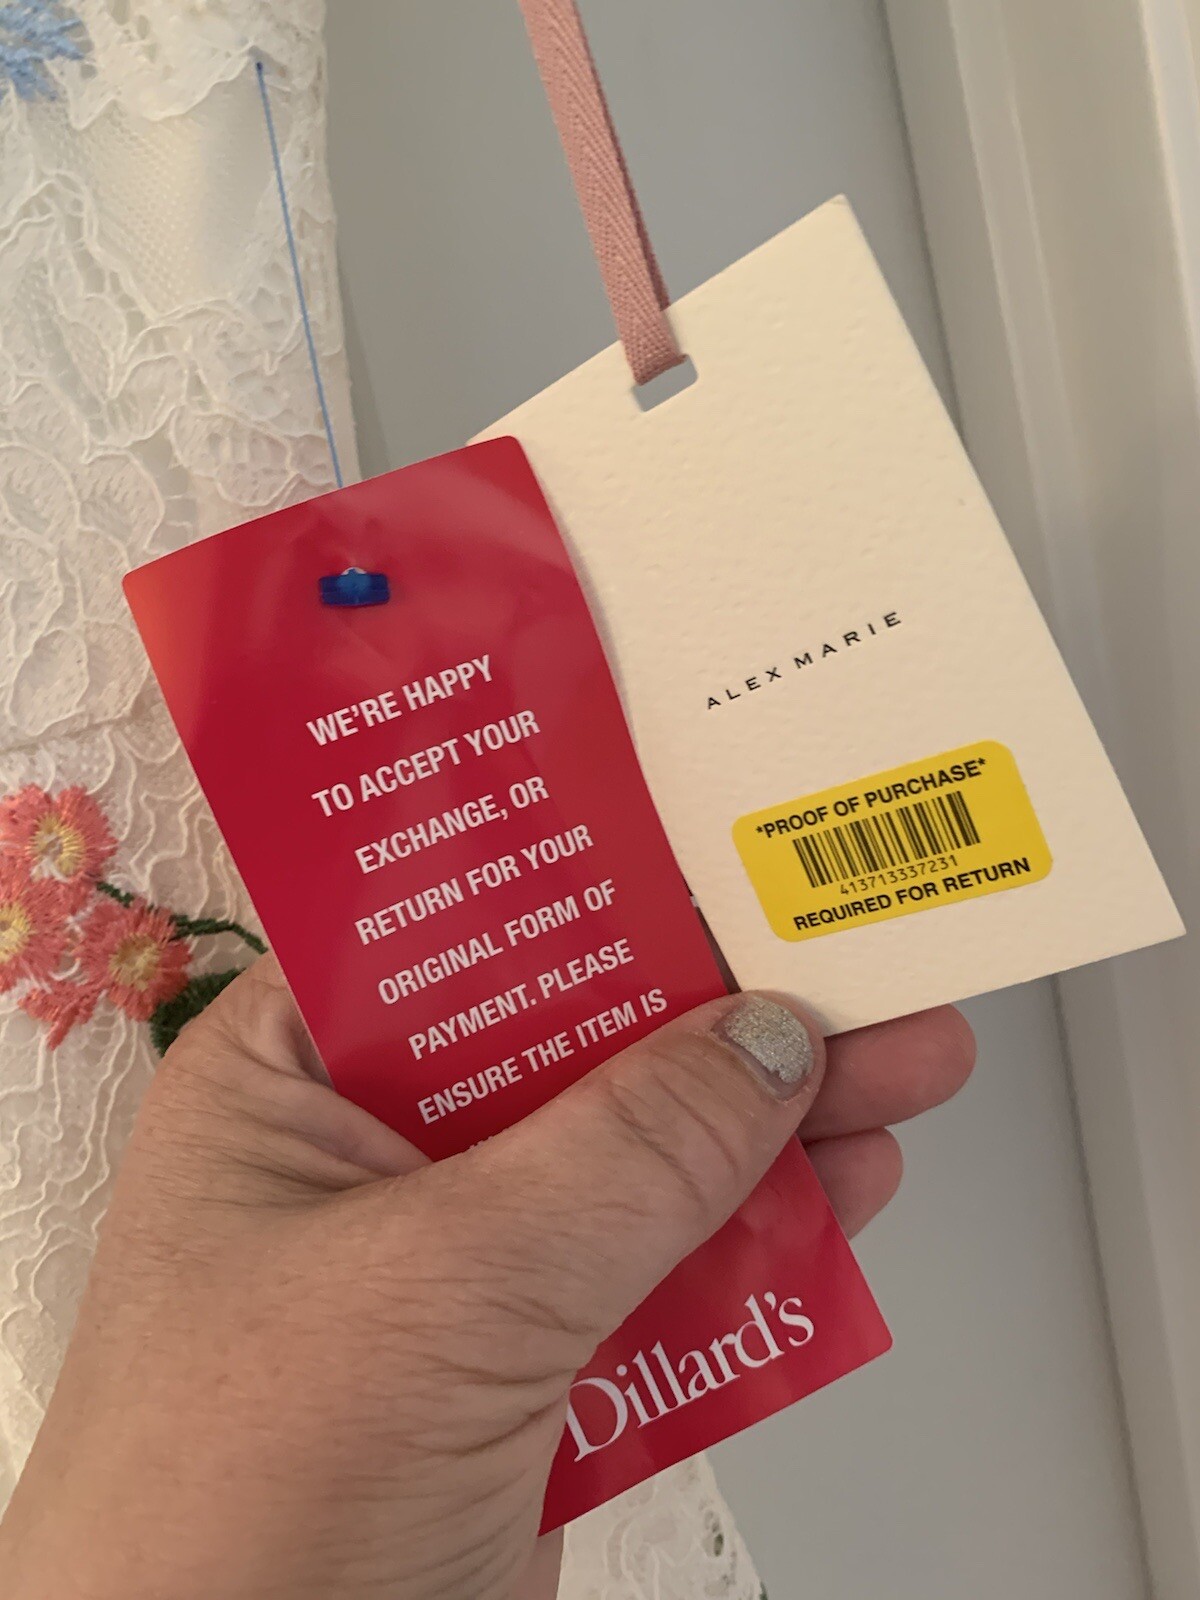 WE'RE HAPPY
TO ACCEPT YOUR
EXCHANGE, OR
RETURN FOR YOUR
ORIGINAL FORM OF
PAYMENT. PLEASE
ENSURE THE ITEM IS
Dillard's
ALEX MARIE
*PROOF OF PURCHASE*
413713337231
REQUIRED FOR RETURN